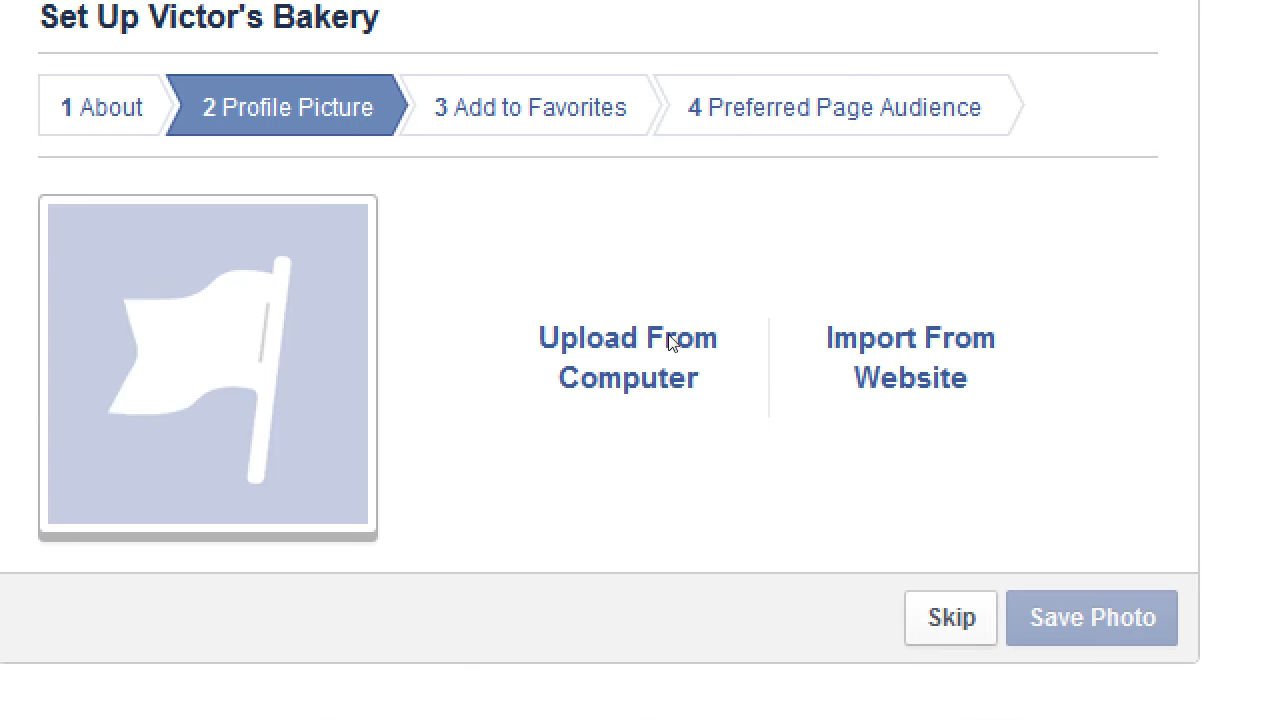 Set Up Victor's Bakery
1 About 2 Profile Picture 3 Add to Favorites 4 Preferred Page Audience
Upload From
Computer
Import From
Website
Skip Save Photo